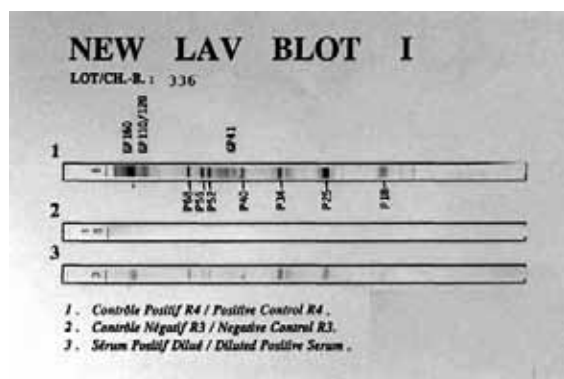 NEW LAV BLOT I
LOT/CH.-B. : 336
GP160
GP110/120
GP41
1
P68
P55
P52
P40
P34
P25
P18
2
3
1 . Contrôle Positif R4 / Positive Control R4 .
2 . Contrôle Négatif R3 / Negative Control R3.
3 . Sérum Positif Dilué / Diluted Positive Serum .